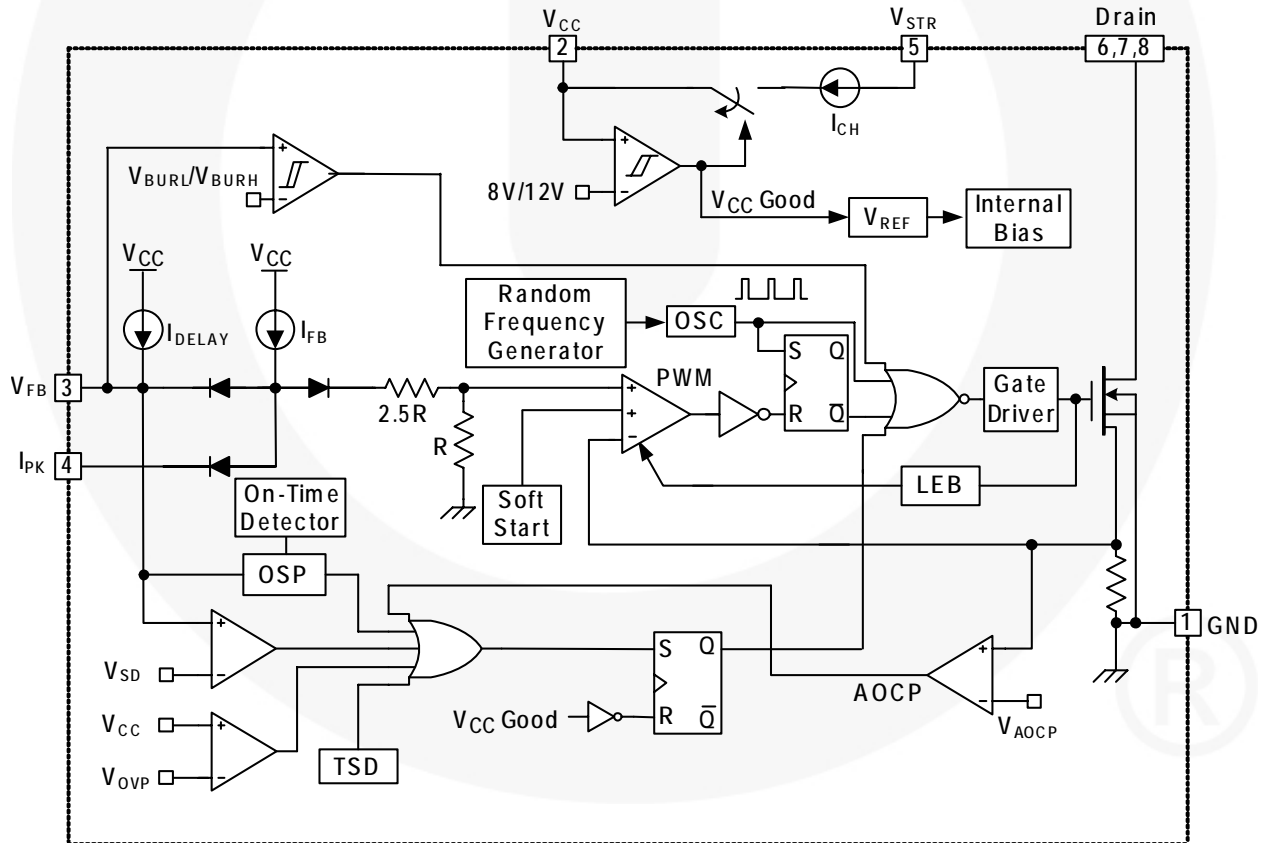 VCC
VSTR
Drain
2
5
6,7,8
ICH
+
-
VBURL/VBURH
8V/12V
+
-
VCC Good
VREF
Internal
Bias
VCC
VCC
IDELAY
IFB
Random
Frequency
Generator
OSC
VFB
3
2.5R
R
PWM
+
+
-
S
Q
R
Q̅
Gate
Driver
IPK
4
LEB
Soft
Start
On-Time
Detector
OSP
1
GND
VSD
+
-
S
Q
R
Q̅
VCC Good
AOCP
+
-
VAOCP
VCC
VOVP
+
-
TSD
®